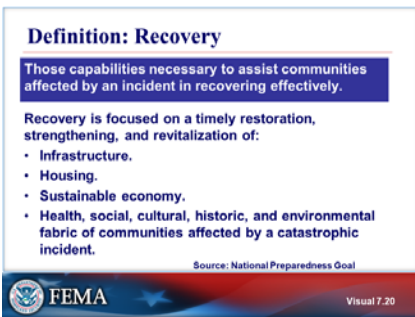 Definition: Recovery
Those capabilities necessary to assist communities
affected by an incident in recovering effectively.
Recovery is focused on a timely restoration,
strengthening, and revitalization of:
• Infrastructure.
• Housing.
• Sustainable economy.
• Health, social, cultural, historic, and environmental
fabric of communities affected by a catastrophic
incident.
Source: National Preparedness Goal
FEMA
Visual 7.20